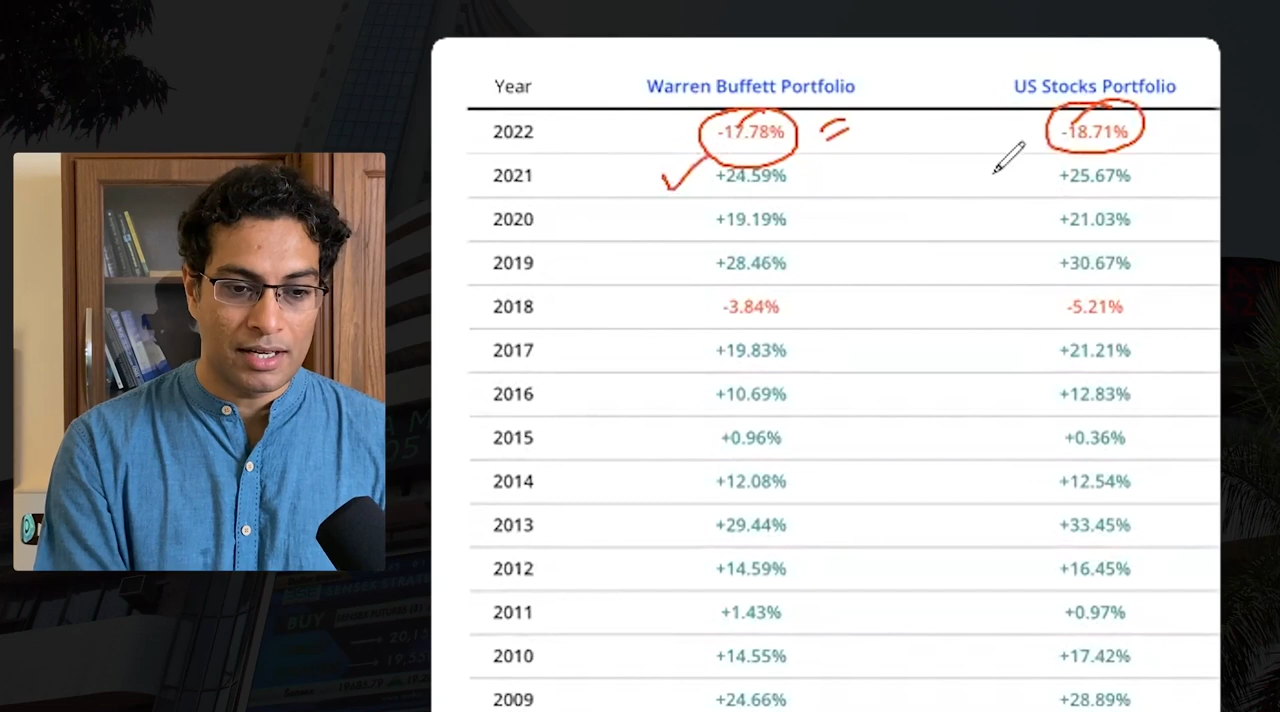 Year Warren Buffett Portfolio US Stocks Portfolio
2022 -17.78% -18.71%
2021 +24.59% +25.67%
2020 +19.19% +21.03%
2019 +28.46% +30.67%
2018 -3.84% -5.21%
2017 +19.83% +21.21%
2016 +10.69% +12.83%
2015 +0.96% +0.36%
2014 +12.08% +12.54%
2013 +29.44% +33.45%
2012 +14.59% +16.45%
2011 +1.43% +0.97%
2010 +14.55% +17.42%
2009 +24.66% +28.89%
BUY